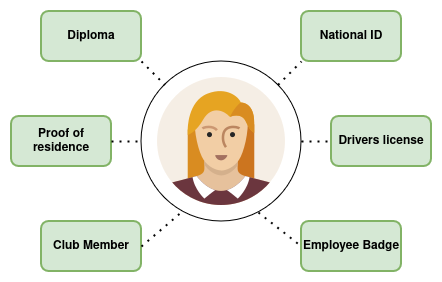 Diploma
National ID
Proof of
residence
Drivers license
Club Member
Employee Badge